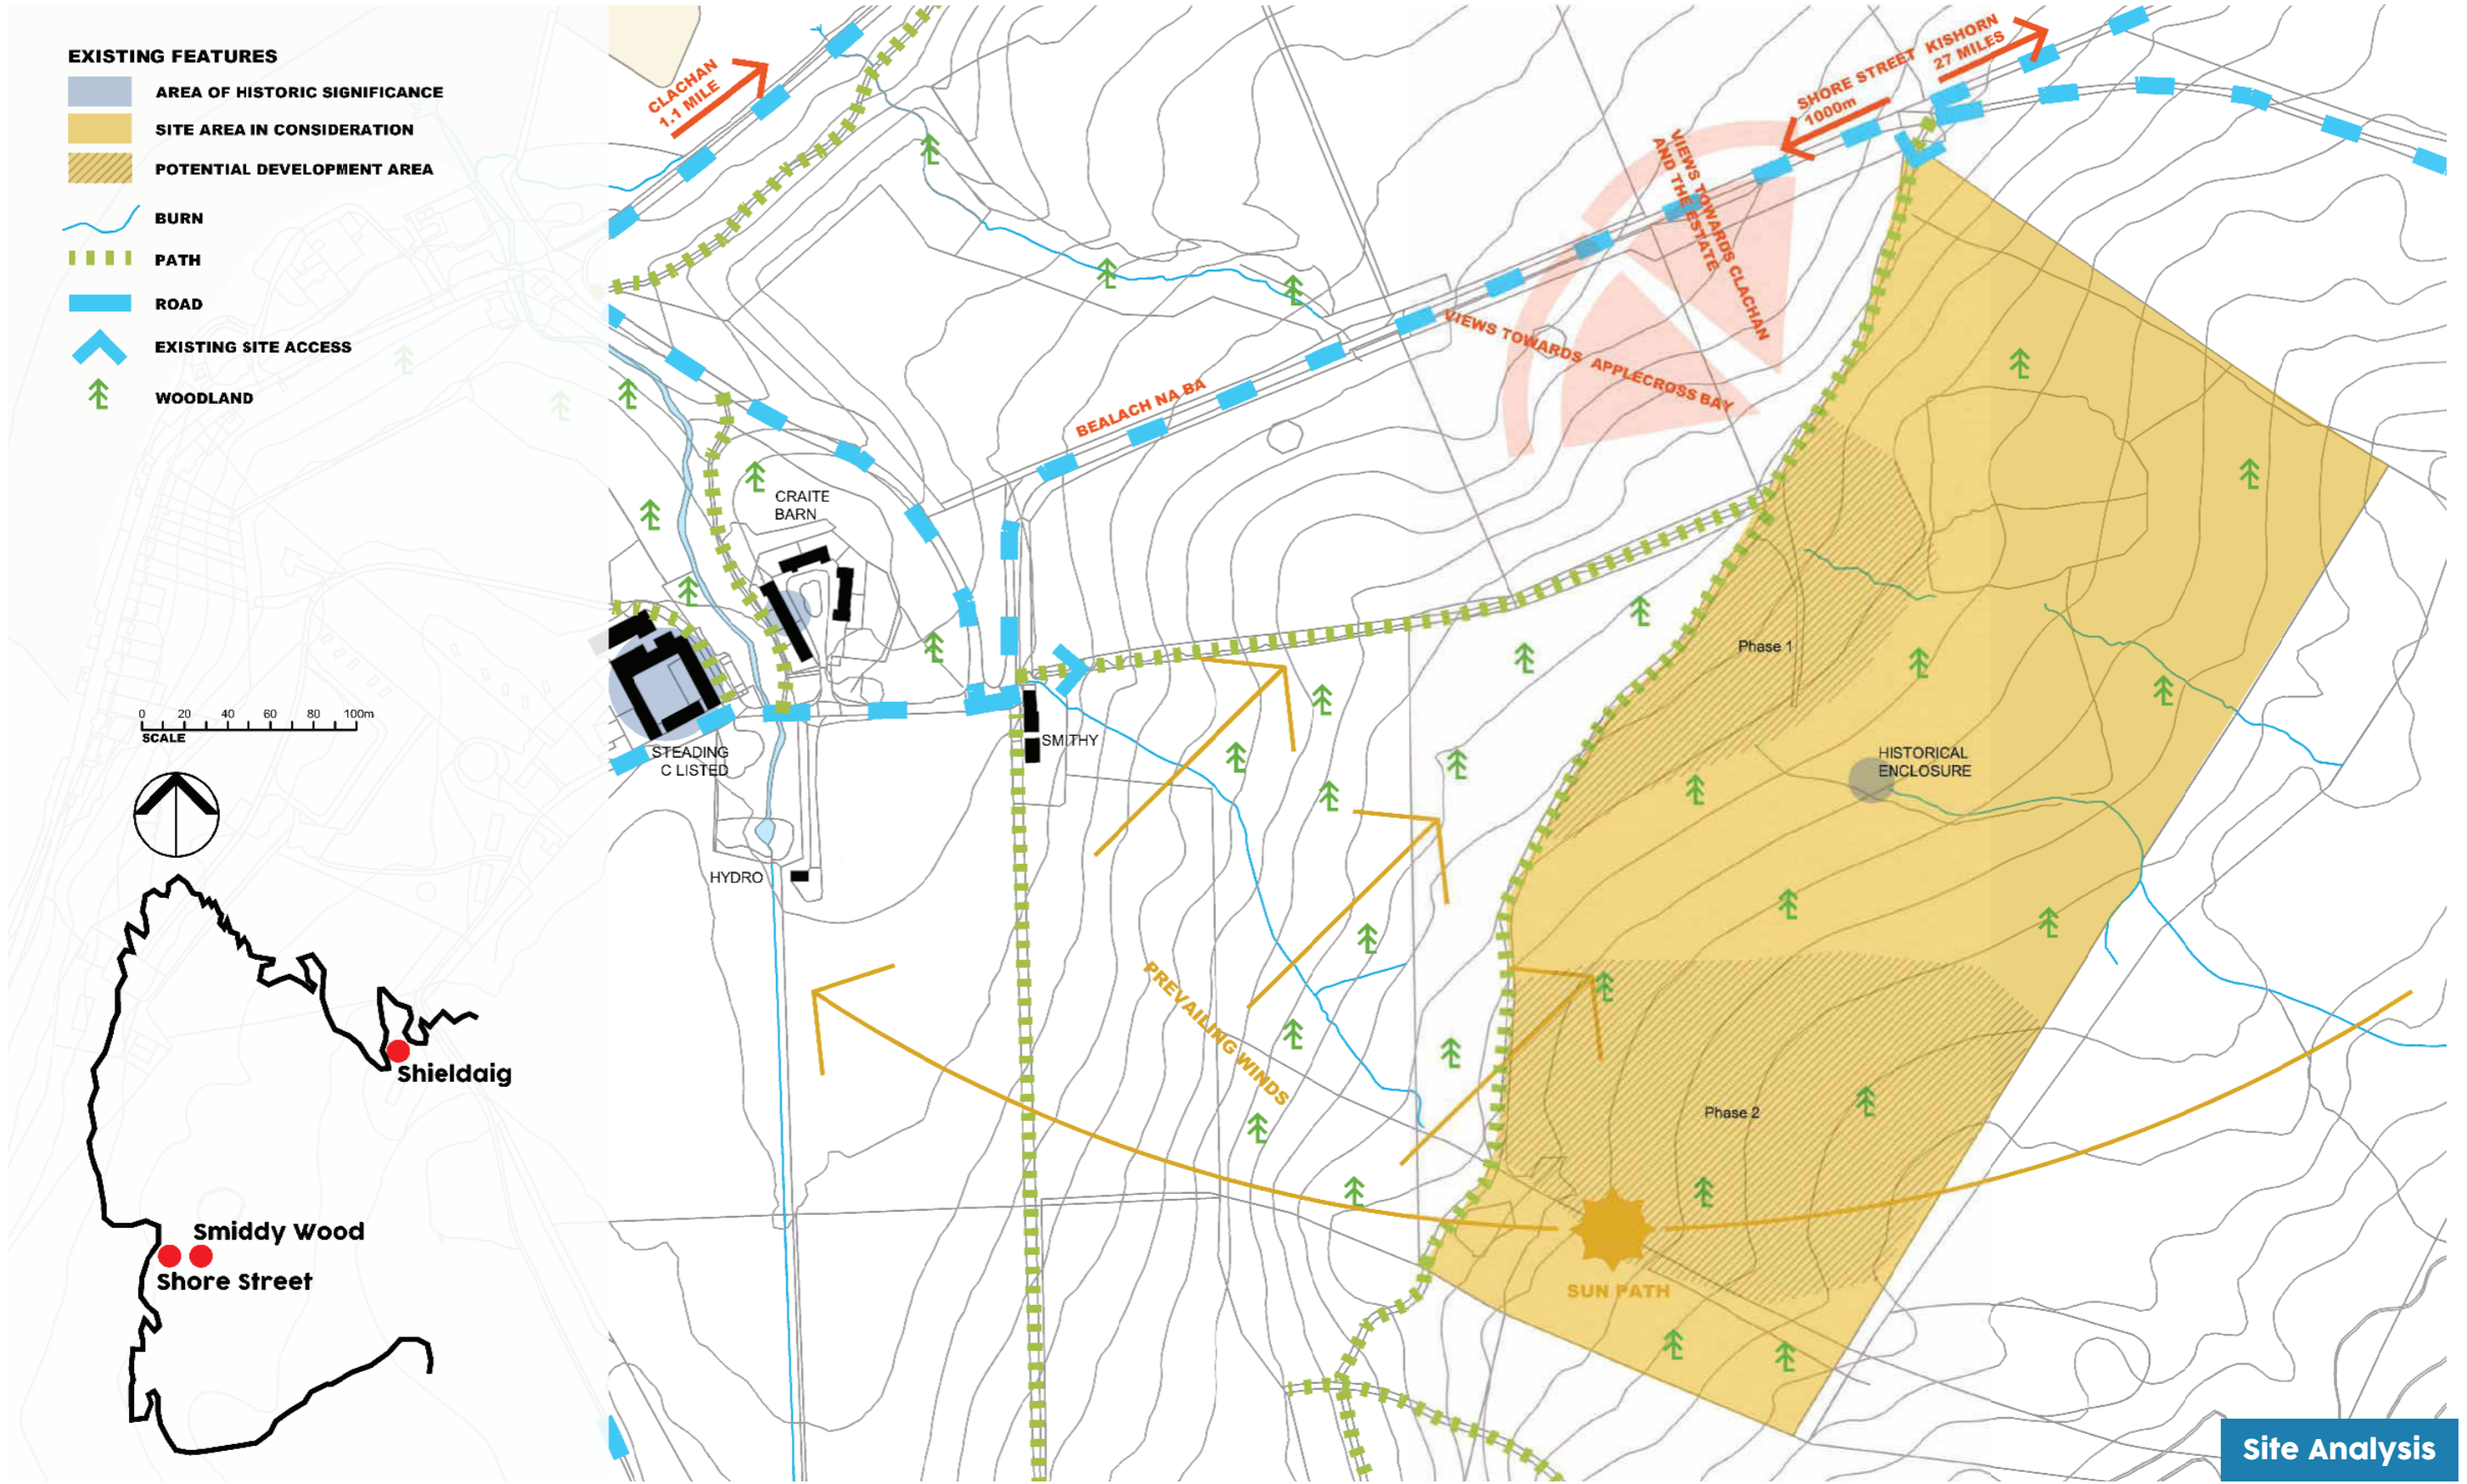 EXISTING FEATURES
AREA OF HISTORIC SIGNIFICANCE
SITE AREA IN CONSIDERATION
POTENTIAL DEVELOPMENT AREA
BURN
PATH
ROAD
EXISTING SITE ACCESS
WOODLAND
0 20 40 60 80 100m
SCALE
Shieldaig
Smiddy Wood
Shore Street
CLACHAN
1.1 MILE
SHORE STREET
1000m
KISHORN
27 MILES
VIEWS TOWARDS CLACHAN
AND THE ESTATE
VIEWS TOWARDS APPLECROSS BAY
BEALACH NA BA
CRAITE
BARN
STEADING
C LISTED
SMITHY
HYDRO
Phase 1
HISTORICAL
ENCLOSURE
PREVAILING WINDS
Phase 2
SUN PATH
Site Analysis